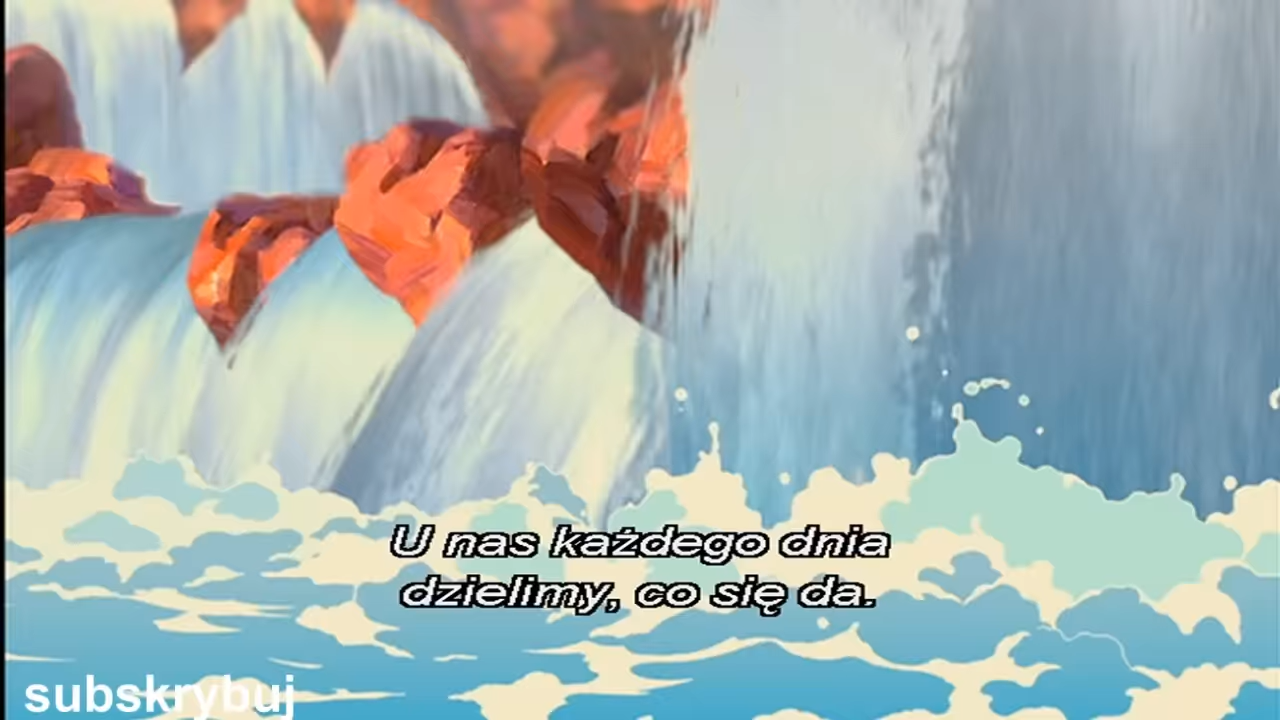 U nas każdego dnia
dzielimy, co się da.
subskrybuj